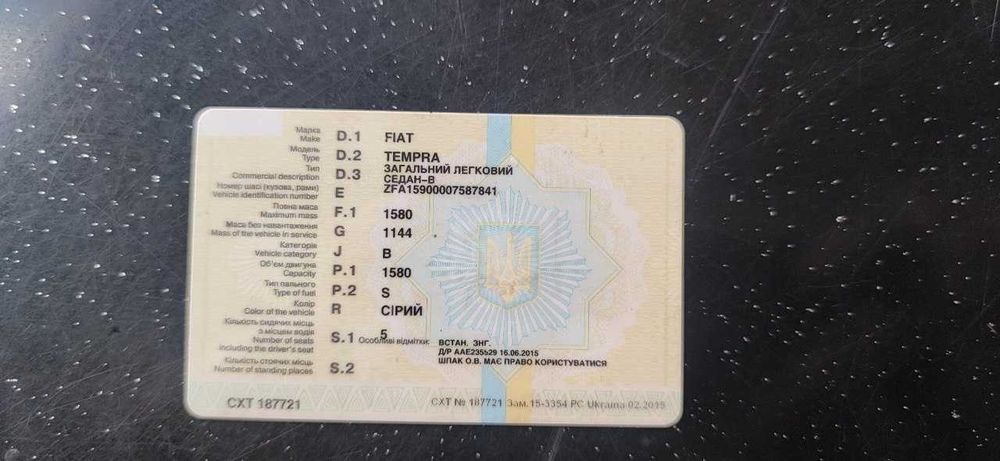 Марка
Make D.1 FIAT
Модель
Type D.2 TEMPRA
Тип
Commercial description D.3 ЗАГАЛЬНИЙ ЛЕГКОВИЙ
СЕДАН-В
Номер шасі (кузова, рами)
Vehicle identification number E ZFA15900007587841
Повна маса
Maximum mass F.1 1580
Маса без навантаження
Mass of the vehicle in service G 1144
Категорія
Vehicle category J B
Об'єм двигуна
Capacity P.1 1580
Тип пального
Type of fuel P.2 S
Колір
Color of the vehicle R СІРИЙ
Кількість сидячих місць
з місцем водія
Number of seats
including the driver's seat S.1 5
Особливі відмітки: ВСТАН. ЗНГ.
Д/Р ААЕ235529 16.06.2015
ШПАК О.В. МАЄ ПРАВО КОРИСТУВАТИСЯ
Кількість стоячих місць
Number of standing places S.2
СХТ 187721
СХТ № 187721 Зам.15-3354 РС Ukraina 02.2015